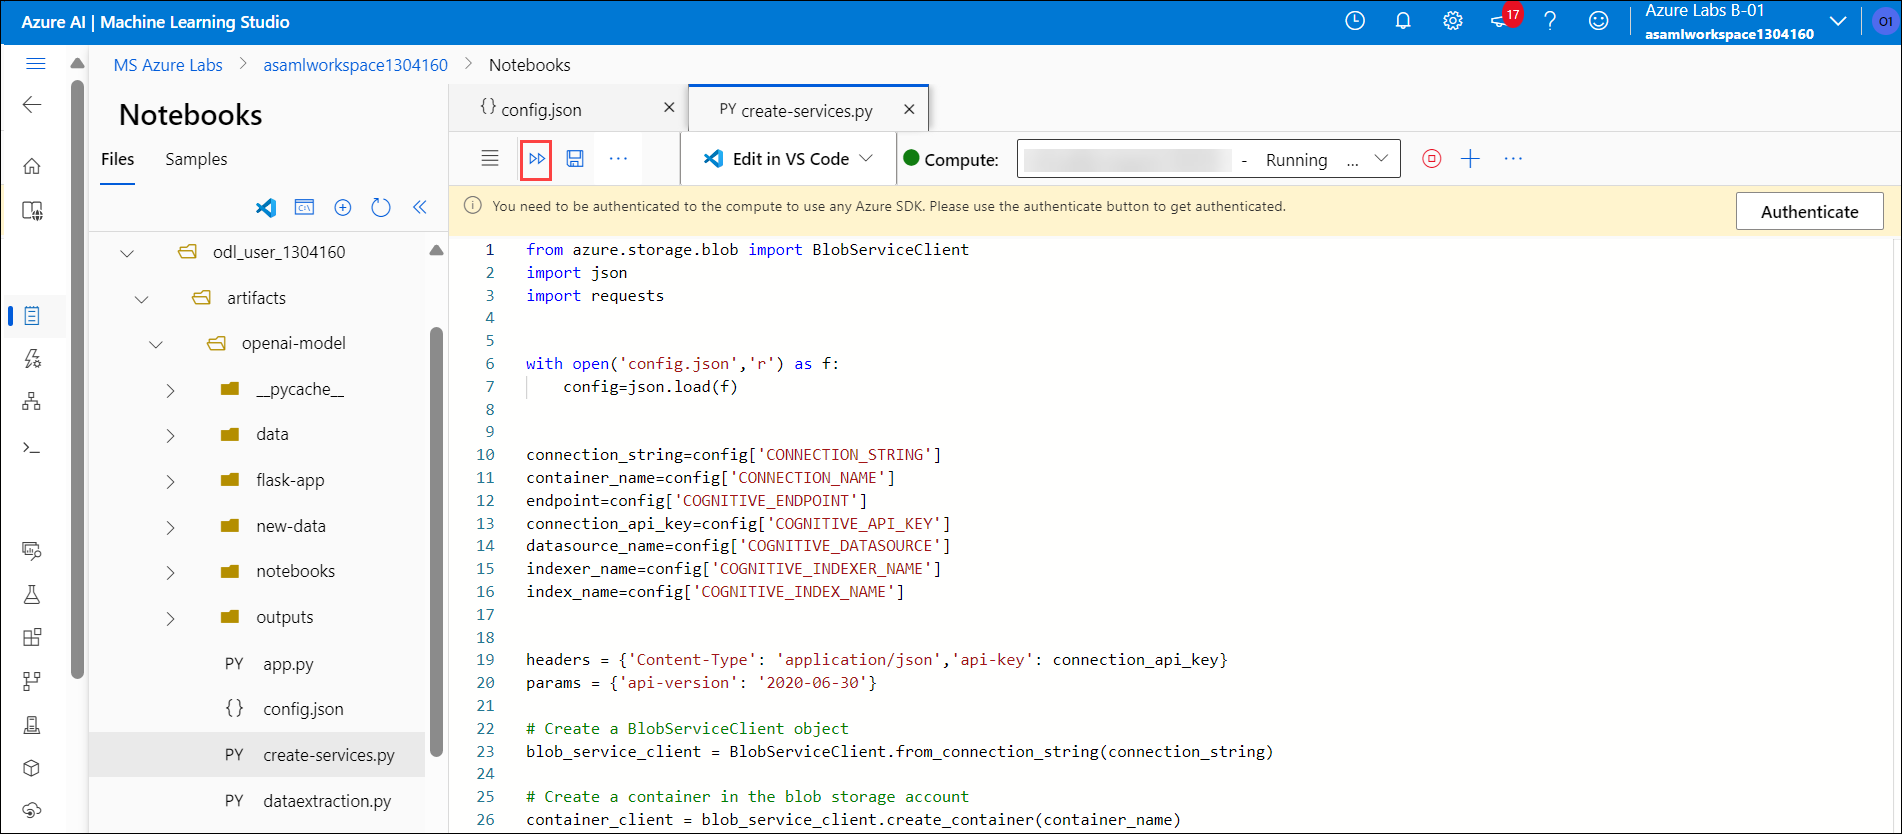 Azure AI | Machine Learning Studio
17
Azure Labs B-01
asamlworkspace1304160
O1
MS Azure Labs > asamlworkspace1304160 > Notebooks
Notebooks
Files
Samples
{} config.json ×
PY create-services.py ×
...
Edit in VS Code
Compute:
- Running ...
...
You need to be authenticated to the compute to use any Azure SDK. Please use the authenticate button to get authenticated.
Authenticate
odl_user_1304160
artifacts
openai-model
__pycache__
data
flask-app
new-data
notebooks
outputs
PY app.py
{} config.json
PY create-services.py
PY dataextraction.py
1 from azure.storage.blob import BlobServiceClient
2 import json
3 import requests
4
5
6 with open('config.json','r') as f:
7     config=json.load(f)
8
9
10 connection_string=config['CONNECTION_STRING']
11 container_name=config['CONNECTION_NAME']
12 endpoint=config['COGNITIVE_ENDPOINT']
13 connection_api_key=config['COGNITIVE_API_KEY']
14 datasource_name=config['COGNITIVE_DATASOURCE']
15 indexer_name=config['COGNITIVE_INDEXER_NAME']
16 index_name=config['COGNITIVE_INDEX_NAME']
17
18
19 headers = {'Content-Type': 'application/json','api-key': connection_api_key}
20 params = {'api-version': '2020-06-30'}
21
22 # Create a BlobServiceClient object
23 blob_service_client = BlobServiceClient.from_connection_string(connection_string)
24
25 # Create a container in the blob storage account
26 container_client = blob_service_client.create_container(container_name)